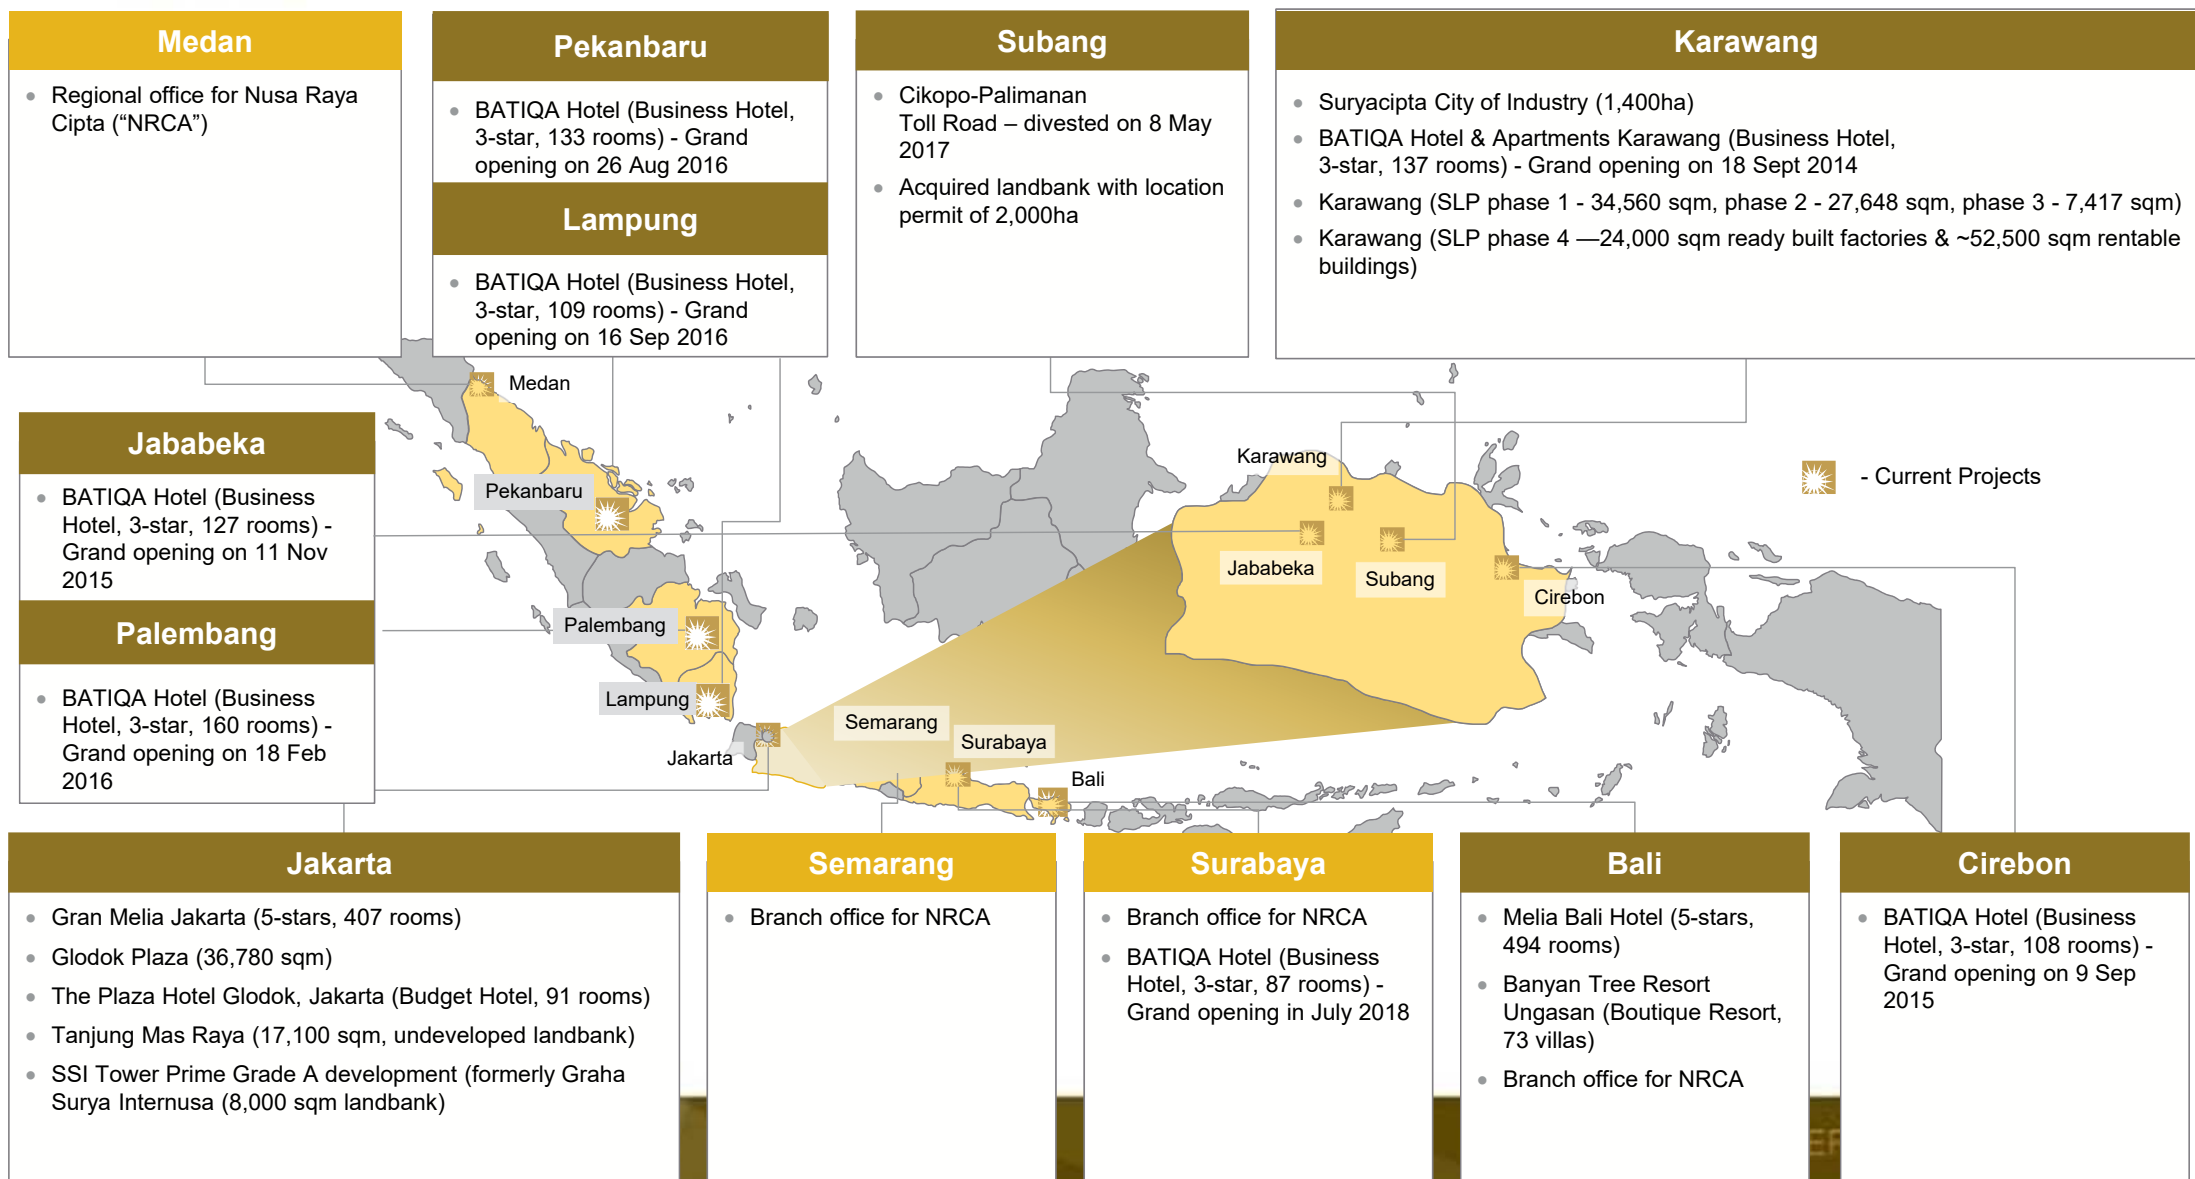 Medan
Regional office for Nusa Raya
Cipta (“NRCA”)
Pekanbaru
BATIQA Hotel (Business Hotel,
3-star, 133 rooms) - Grand
opening on 26 Aug 2016
Lampung
BATIQA Hotel (Business Hotel,
3-star, 109 rooms) - Grand
opening on 16 Sep 2016
Subang
Cikopo-Palimanan
Toll Road – divested on 8 May
2017
Acquired landbank with location
permit of 2,000ha
Karawang
Suryacipta City of Industry (1,400ha)
BATIQA Hotel & Apartments Karawang (Business Hotel,
3-star, 137 rooms) - Grand opening on 18 Sept 2014
Karawang (SLP phase 1 - 34,560 sqm, phase 2 - 27,648 sqm, phase 3 - 7,417 sqm)
Karawang (SLP phase 4 —24,000 sqm ready built factories & ~52,500 sqm rentable
buildings)
Jababeka
BATIQA Hotel (Business
Hotel, 3-star, 127 rooms) -
Grand opening on 11 Nov
2015
Palembang
BATIQA Hotel (Business
Hotel, 3-star, 160 rooms) -
Grand opening on 18 Feb
2016
Medan
Pekanbaru
Palembang
Lampung
Jakarta
Semarang
Surabaya
Bali
Karawang
Jababeka
Subang
Cirebon
- Current Projects
Jakarta
Gran Melia Jakarta (5-stars, 407 rooms)
Glodok Plaza (36,780 sqm)
The Plaza Hotel Glodok, Jakarta (Budget Hotel, 91 rooms)
Tanjung Mas Raya (17,100 sqm, undeveloped landbank)
SSI Tower Prime Grade A development (formerly Graha
Surya Internusa (8,000 sqm landbank)
Semarang
Branch office for NRCA
Surabaya
Branch office for NRCA
BATIQA Hotel (Business
Hotel, 3-star, 87 rooms) -
Grand opening in July 2018
Bali
Melia Bali Hotel (5-stars,
494 rooms)
Banyan Tree Resort
Ungasan (Boutique Resort,
73 villas)
Branch office for NRCA
Cirebon
BATIQA Hotel (Business
Hotel, 3-star, 108 rooms) -
Grand opening on 9 Sep
2015